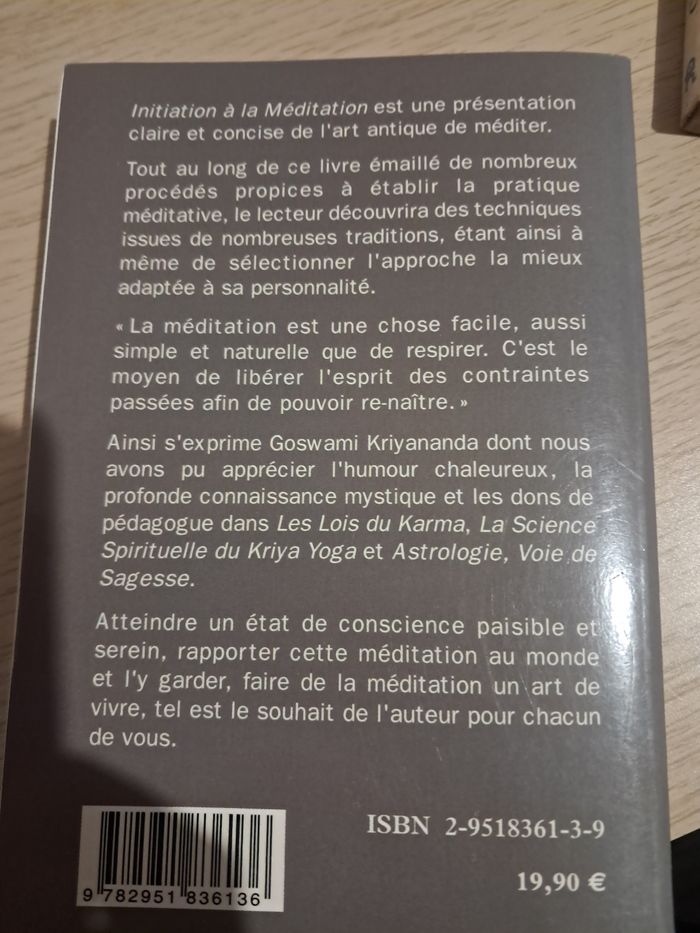 Initiation à la Méditation est une présentation
claire et concise de l'art antique de méditer.
Tout au long de ce livre émaillé de nombreux
procédés propices à établir la pratique
méditative, le lecteur découvrira des techniques
issues de nombreuses traditions, étant ainsi à
même de sélectionner l'approche la mieux
adaptée à sa personnalité.
« La méditation est une chose facile, aussi
simple et naturelle que de respirer. C'est le
moyen de libérer l'esprit des contraintes
passées afin de pouvoir re-naître. »
Ainsi s'exprime Goswami Kriyananda dont nous
avons pu apprécier l'humour chaleureux, la
profonde connaissance mystique et les dons de
pédagogue dans Les Lois du Karma, La Science
Spirituelle du Kriya Yoga et Astrologie, Voie de
Sagesse.
Atteindre un état de conscience paisible et
serein, rapporter cette méditation au monde
et l'y garder, faire de la méditation un art de
vivre, tel est le souhait de l'auteur pour chacun
de vous.
ISBN 2-9518361-3-9
9 782951 836136
19,90 €